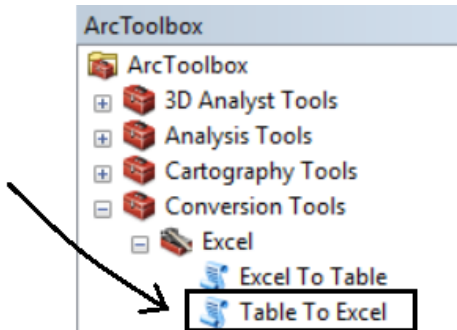 ArcToolbox
ArcToolbox
3D Analyst Tools
Analysis Tools
Cartography Tools
Conversion Tools
Excel
Excel To Table
Table To Excel